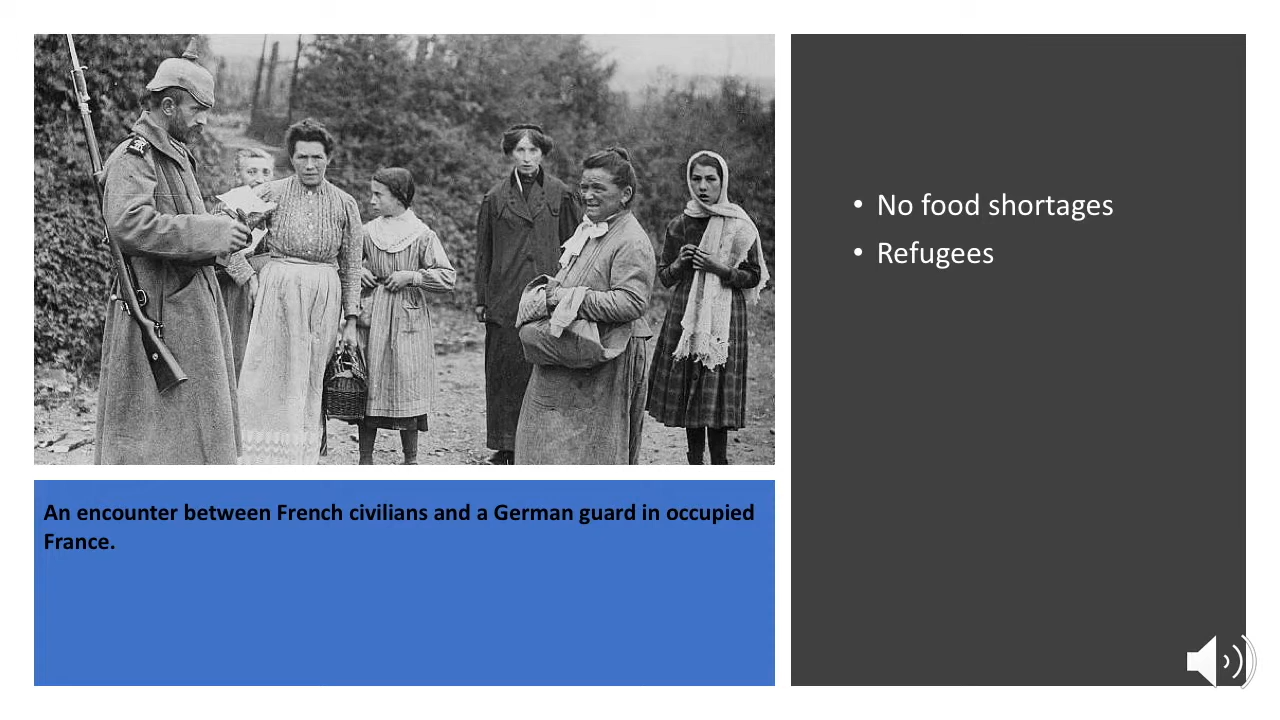 An encounter between French civilians and a German guard in occupied
France.
• No food shortages
• Refugees